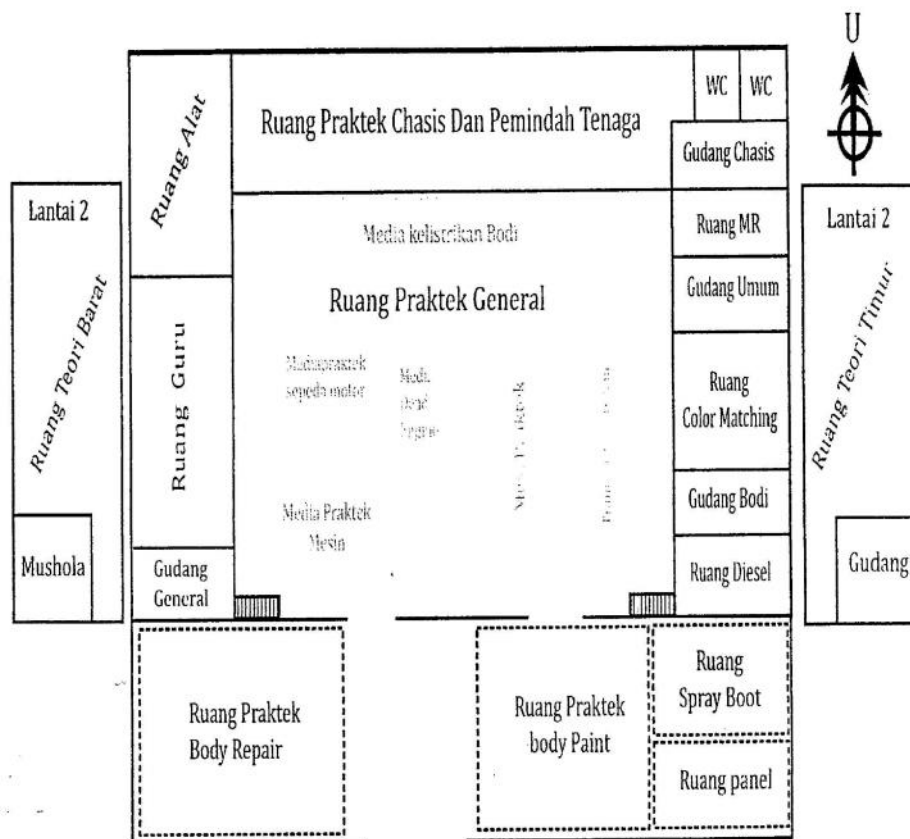 U
WC
WC
Ruang Praktek Chasis Dan Pemindah Tenaga
Ruang Alat
Gudang Chasis
Lantai 2
Ruang Teori Barat
Mushola
Media kelistrikan Bodi
Ruang Praktek General
Ruang MR
Gudang Umum
Lantai 2
Ruang Teori Timur
Gudang
Ruang Guru
Mediapraktek
sepeda motor
Ruang
Color Matching
Media Praktek
Mesin
Gudang Bodi
Gudang
General
Ruang Diesel
Ruang Praktek
Body Repair
Ruang Praktek
body Paint
Ruang
Spray Boot
Ruang panel